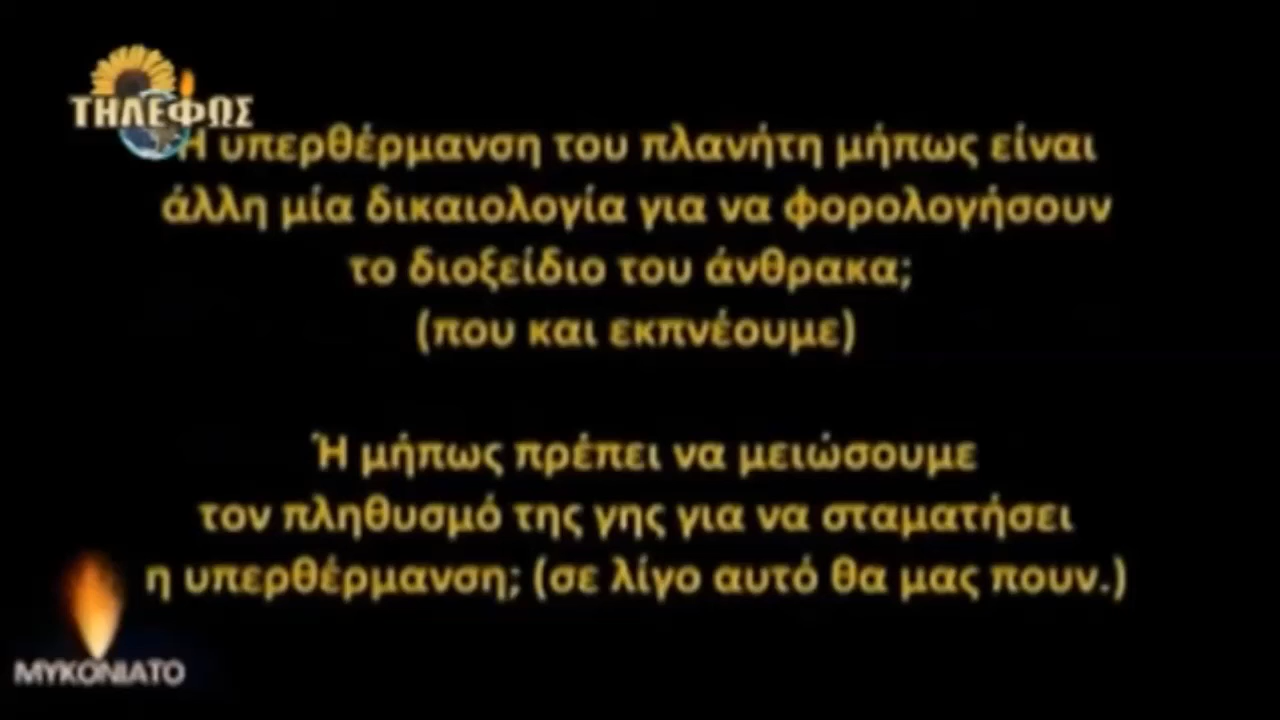 ΤΗΛΕΦΩΣ
Η υπερθέρμανση του πλανήτη μήπως είναι
άλλη μία δικαιολογία για να φορολογήσουν
το διοξείδιο του άνθρακα;
(που και εκπνέουμε)
Ή μήπως πρέπει να μειώσουμε
τον πληθυσμό της γης για να σταματήσει
η υπερθέρμανση; (σε λίγο αυτό θα μας πουν.)
ΜΥΚΟΝΙΑΤΟ